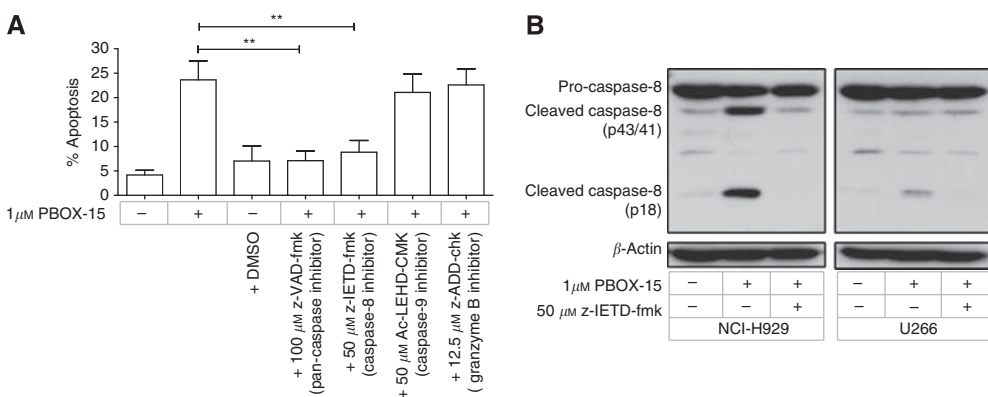 A
**
**
% Apoptosis
30
25
20
15
10
5
0
1 µM PBOX-15
– + – + + + +
+ DMSO
+ 100 µM z-VAD-fmk
(pan-caspase inhibitor)
+ 50 µM z-IETD-fmk
(caspase-8 inhibitor)
+ 50 µM Ac-LEHD-CMK
(caspase-9 inhibitor)
+ 12.5 µM z-ADD-chk
( granzyme B inhibitor)
B
Pro-caspase-8
Cleaved caspase-8
(p43/41)
Cleaved caspase-8
(p18)
β-Actin
1µM PBOX-15 – + + – + +
50 µM z-IETD-fmk – – + – – +
NCI-H929 U266